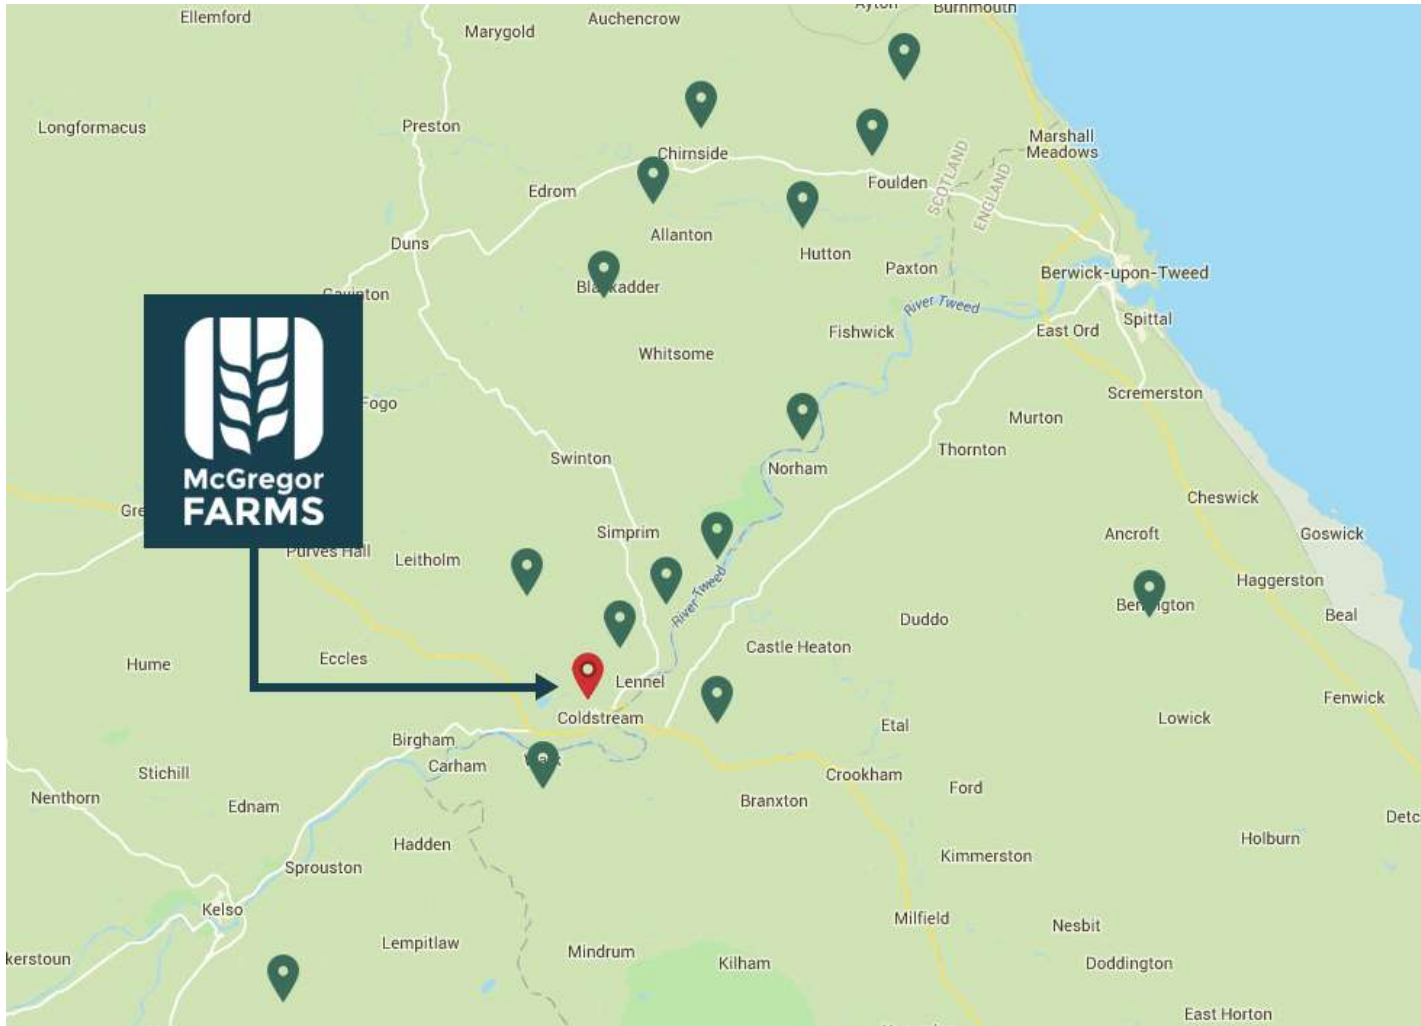 Ayton
Burnmouth
Ellemford
Auchencrow
Marygold
Longformacus
Preston
Marshall
Meadows
Chirnside
Foulden
SCOTLAND
ENGLAND
Edrom
Allanton
Duns
Hutton
Paxton
Berwick-upon-Tweed
River Tweed
Spittal
East Ord
Fishwick
Whitsome
Scremerston
Fogo
Murton
McGregor
FARMS
Swinton
Norham
Thornton
Cheswick
Simprim
Ancroft
Goswick
Purves Hall
Leitholm
River Tweed
Haggerston
Beal
Duddo
Castle Heaton
Hume
Eccles
Lennel
Fenwick
Coldstream
Etal
Lowick
Birgham
Carham
Stichill
Crookham
Nenthorn
Ednam
Branxton
Ford
Holburn
Hadden
Kimmerston
Sprouston
Kelso
Milfield
Nesbit
Lempitlaw
Mindrum
Kilham
Doddington
East Horton